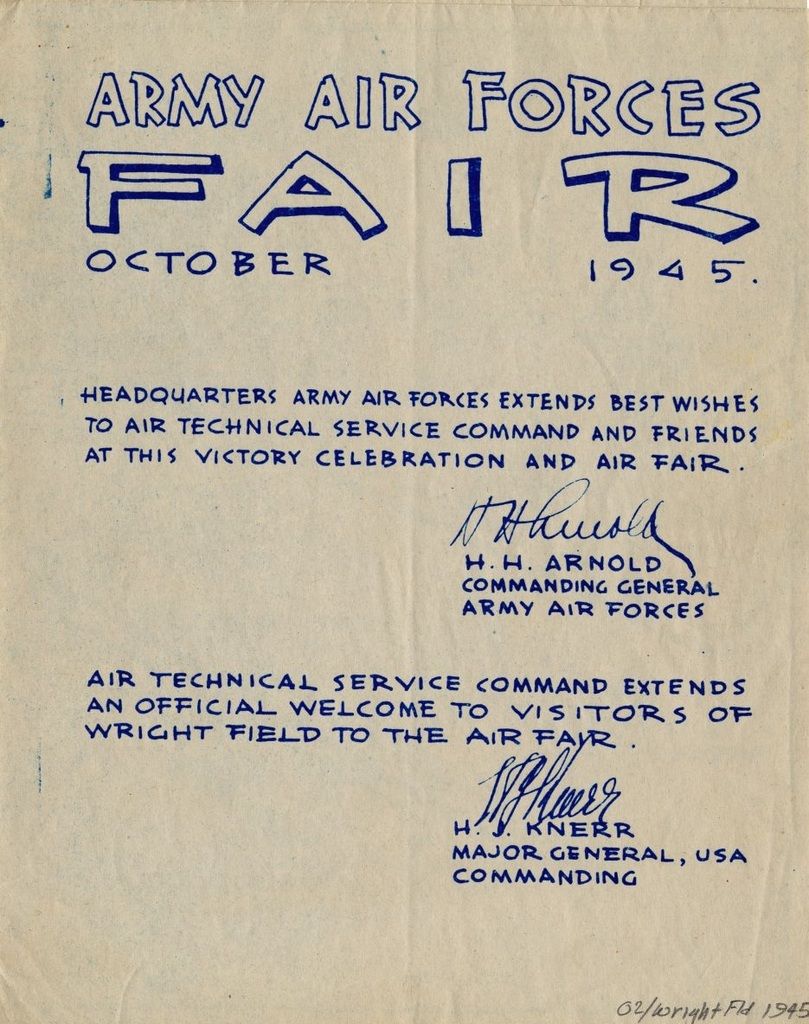 ARMY AIR FORCES
FAIR
OCTOBER 1945.
HEADQUARTERS ARMY AIR FORCES EXTENDS BEST WISHES
TO AIR TECHNICAL SERVICE COMMAND AND FRIENDS
AT THIS VICTORY CELEBRATION AND AIR FAIR.
H H Arnold
H. H. ARNOLD
COMMANDING GENERAL
ARMY AIR FORCES
AIR TECHNICAL SERVICE COMMAND EXTENDS
AN OFFICIAL WELCOME TO VISITORS OF
WRIGHT FIELD TO THE AIR FAIR.
H J Knerr
H. J. KNERR
MAJOR GENERAL, USA
COMMANDING
02/Wright Fld 1945